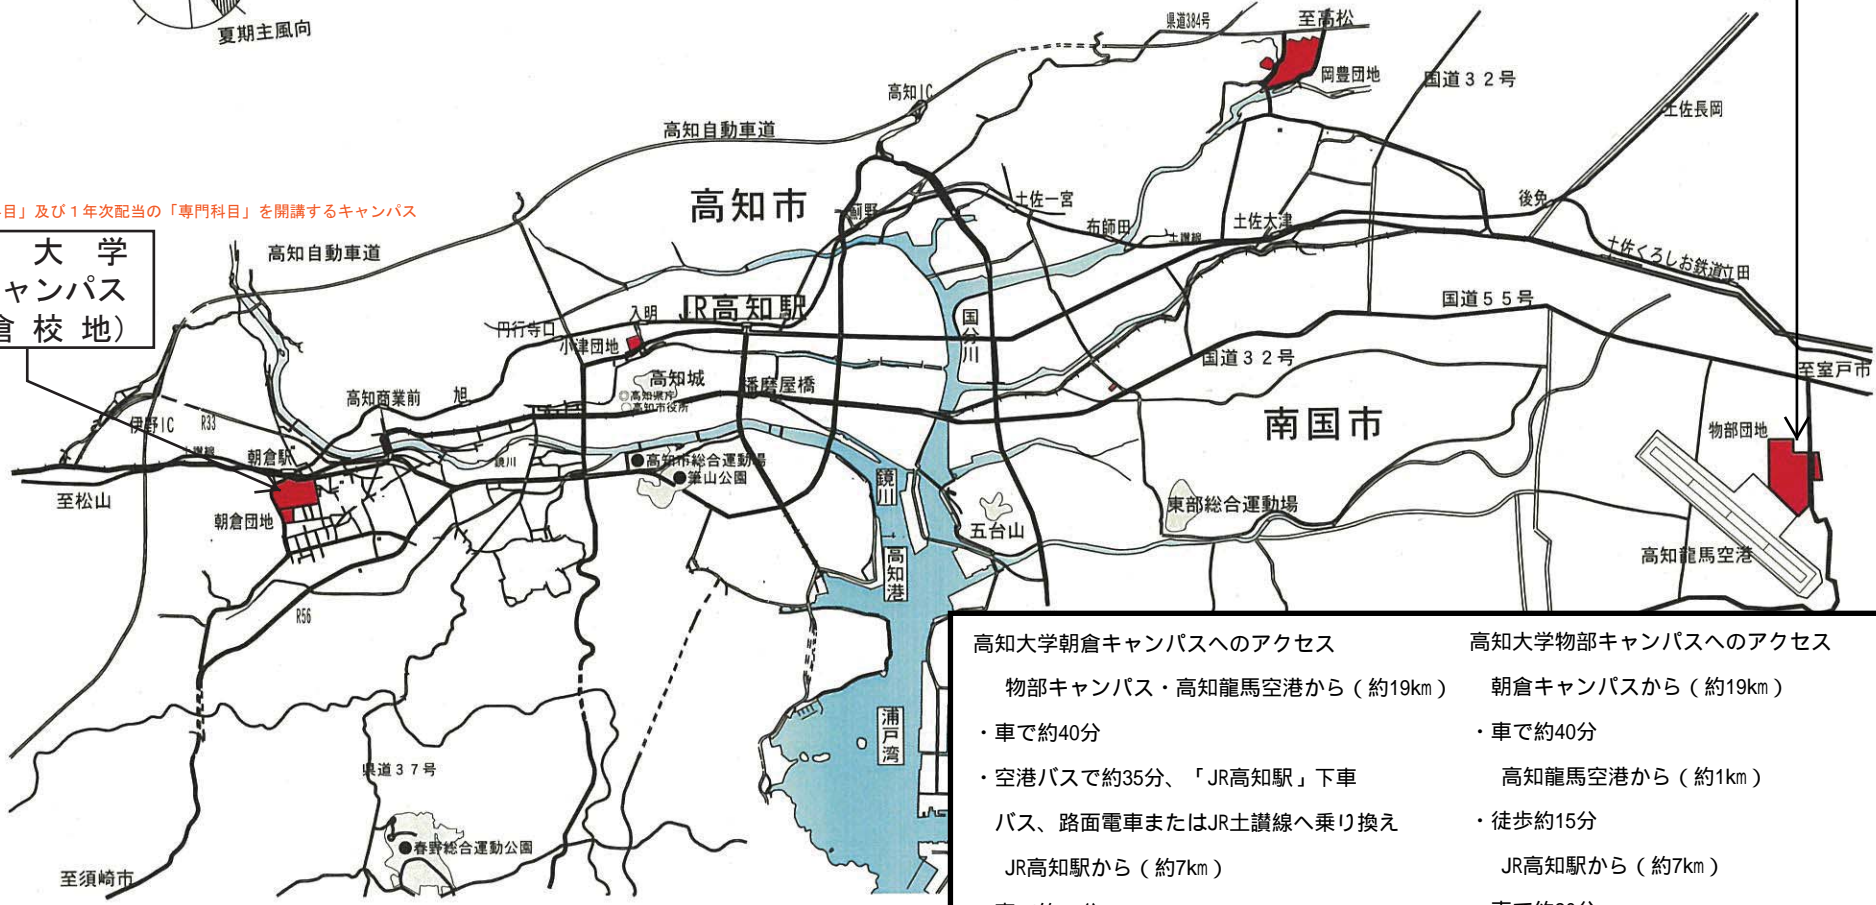 夏期主風向
県道384号
至高松
岡豊団地
国道32号
高知IC
土佐長岡
高知自動車道
目」及び1年次配当の「専門科目」を開講するキャンパス
高知市
薊野
土佐一宮
布師田
土讃線
土佐大津
後免
大学
ャンパス
倉校地)
高知自動車道
土佐くろしお鉄道
立田
国道55号
円行寺口
入明
JR高知駅
小津団地
国分川
国道32号
至室戸市
高知商業前
旭
高知城
◎高知県庁
○高知市役所
播磨屋橋
南国市
物部団地
伊野IC
R33
土讃線
朝倉駅
鏡川
●高知市総合運動場
●筆山公園
鏡川
至松山
朝倉団地
五台山
東部総合運動場
高知龍馬空港
高知港
R56
浦戸湾
県道37号
●春野総合運動公園
至須崎市
高知大学朝倉キャンパスへのアクセス
物部キャンパス・高知龍馬空港から(約19km)
・車で約40分
・空港バスで約35分、「JR高知駅」下車
バス、路面電車またはJR土讃線へ乗り換え
JR高知駅から(約7km)
高知大学物部キャンパスへのアクセス
朝倉キャンパスから(約19km)
・車で約40分
高知龍馬空港から(約1km)
・徒歩約15分
JR高知駅から(約7km)